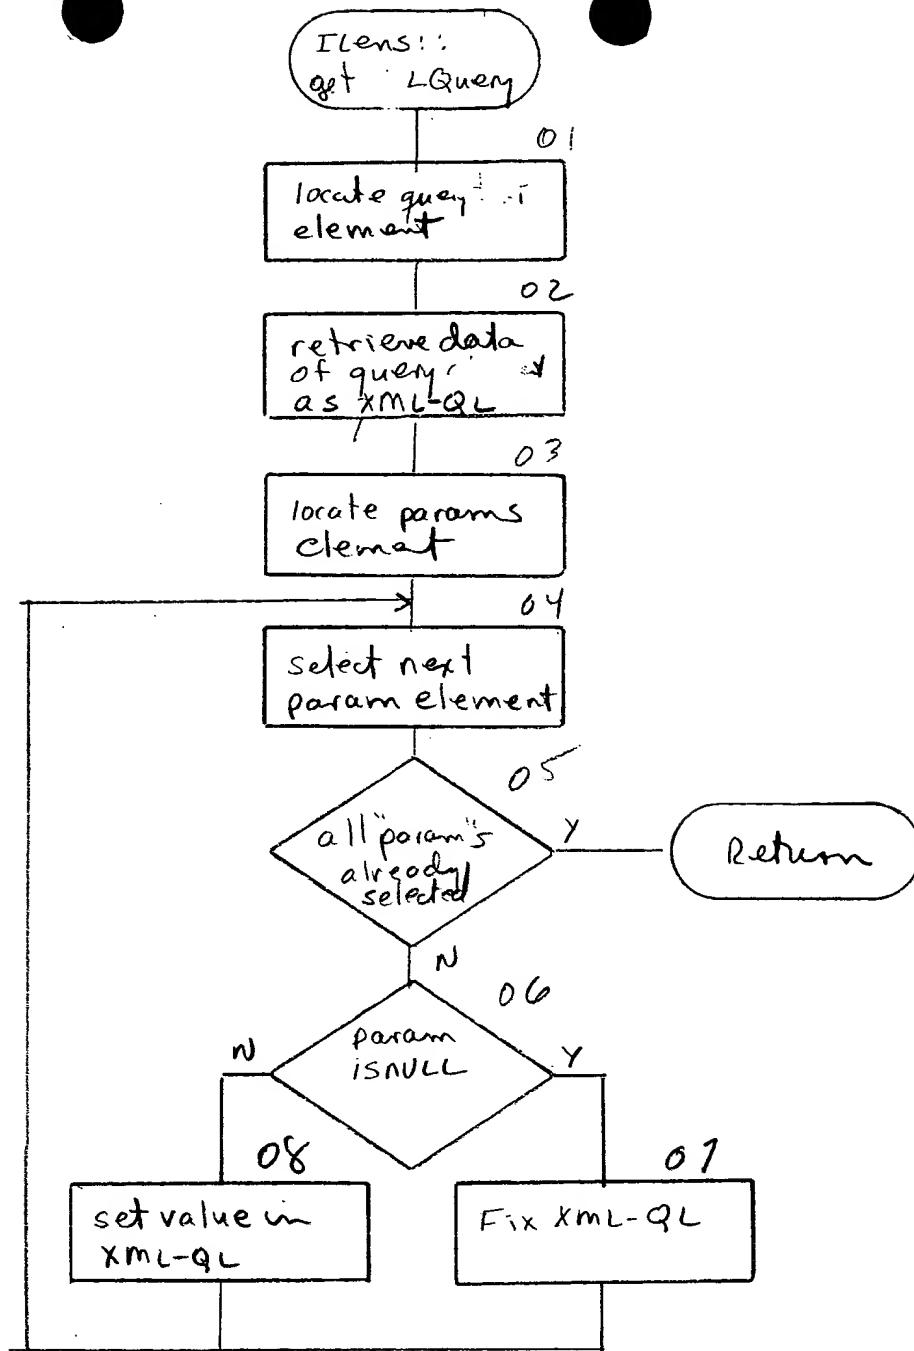 ILens::
get LQuery
01
locate query
element
02
retrieve data
of query
as XML-QL
03
locate params
element
04
select next
param element
05
all "param"s
already
selected
Y
Return
N
06
param
isNULL
N
Y
08
07
set value in
XML-QL
Fix XML-QL